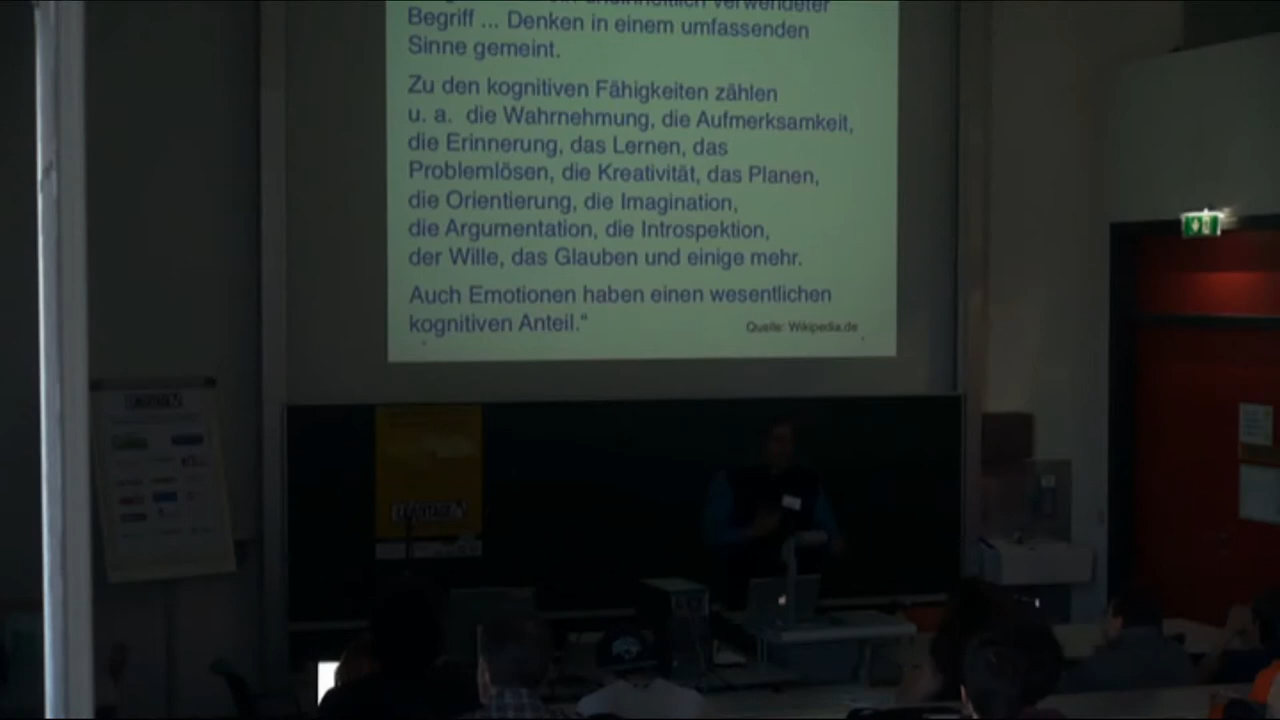 uneinheitlich verwendeter
Begriff ... Denken in einem umfassenden
Sinne gemeint.
Zu den kognitiven Fähigkeiten zählen
u. a. die Wahrnehmung, die Aufmerksamkeit,
die Erinnerung, das Lernen, das
Problemlösen, die Kreativität, das Planen,
die Orientierung, die Imagination,
die Argumentation, die Introspektion,
der Wille, das Glauben und einige mehr.
Auch Emotionen haben einen wesentlichen
kognitiven Anteil.“
Quelle: Wikipedia.de